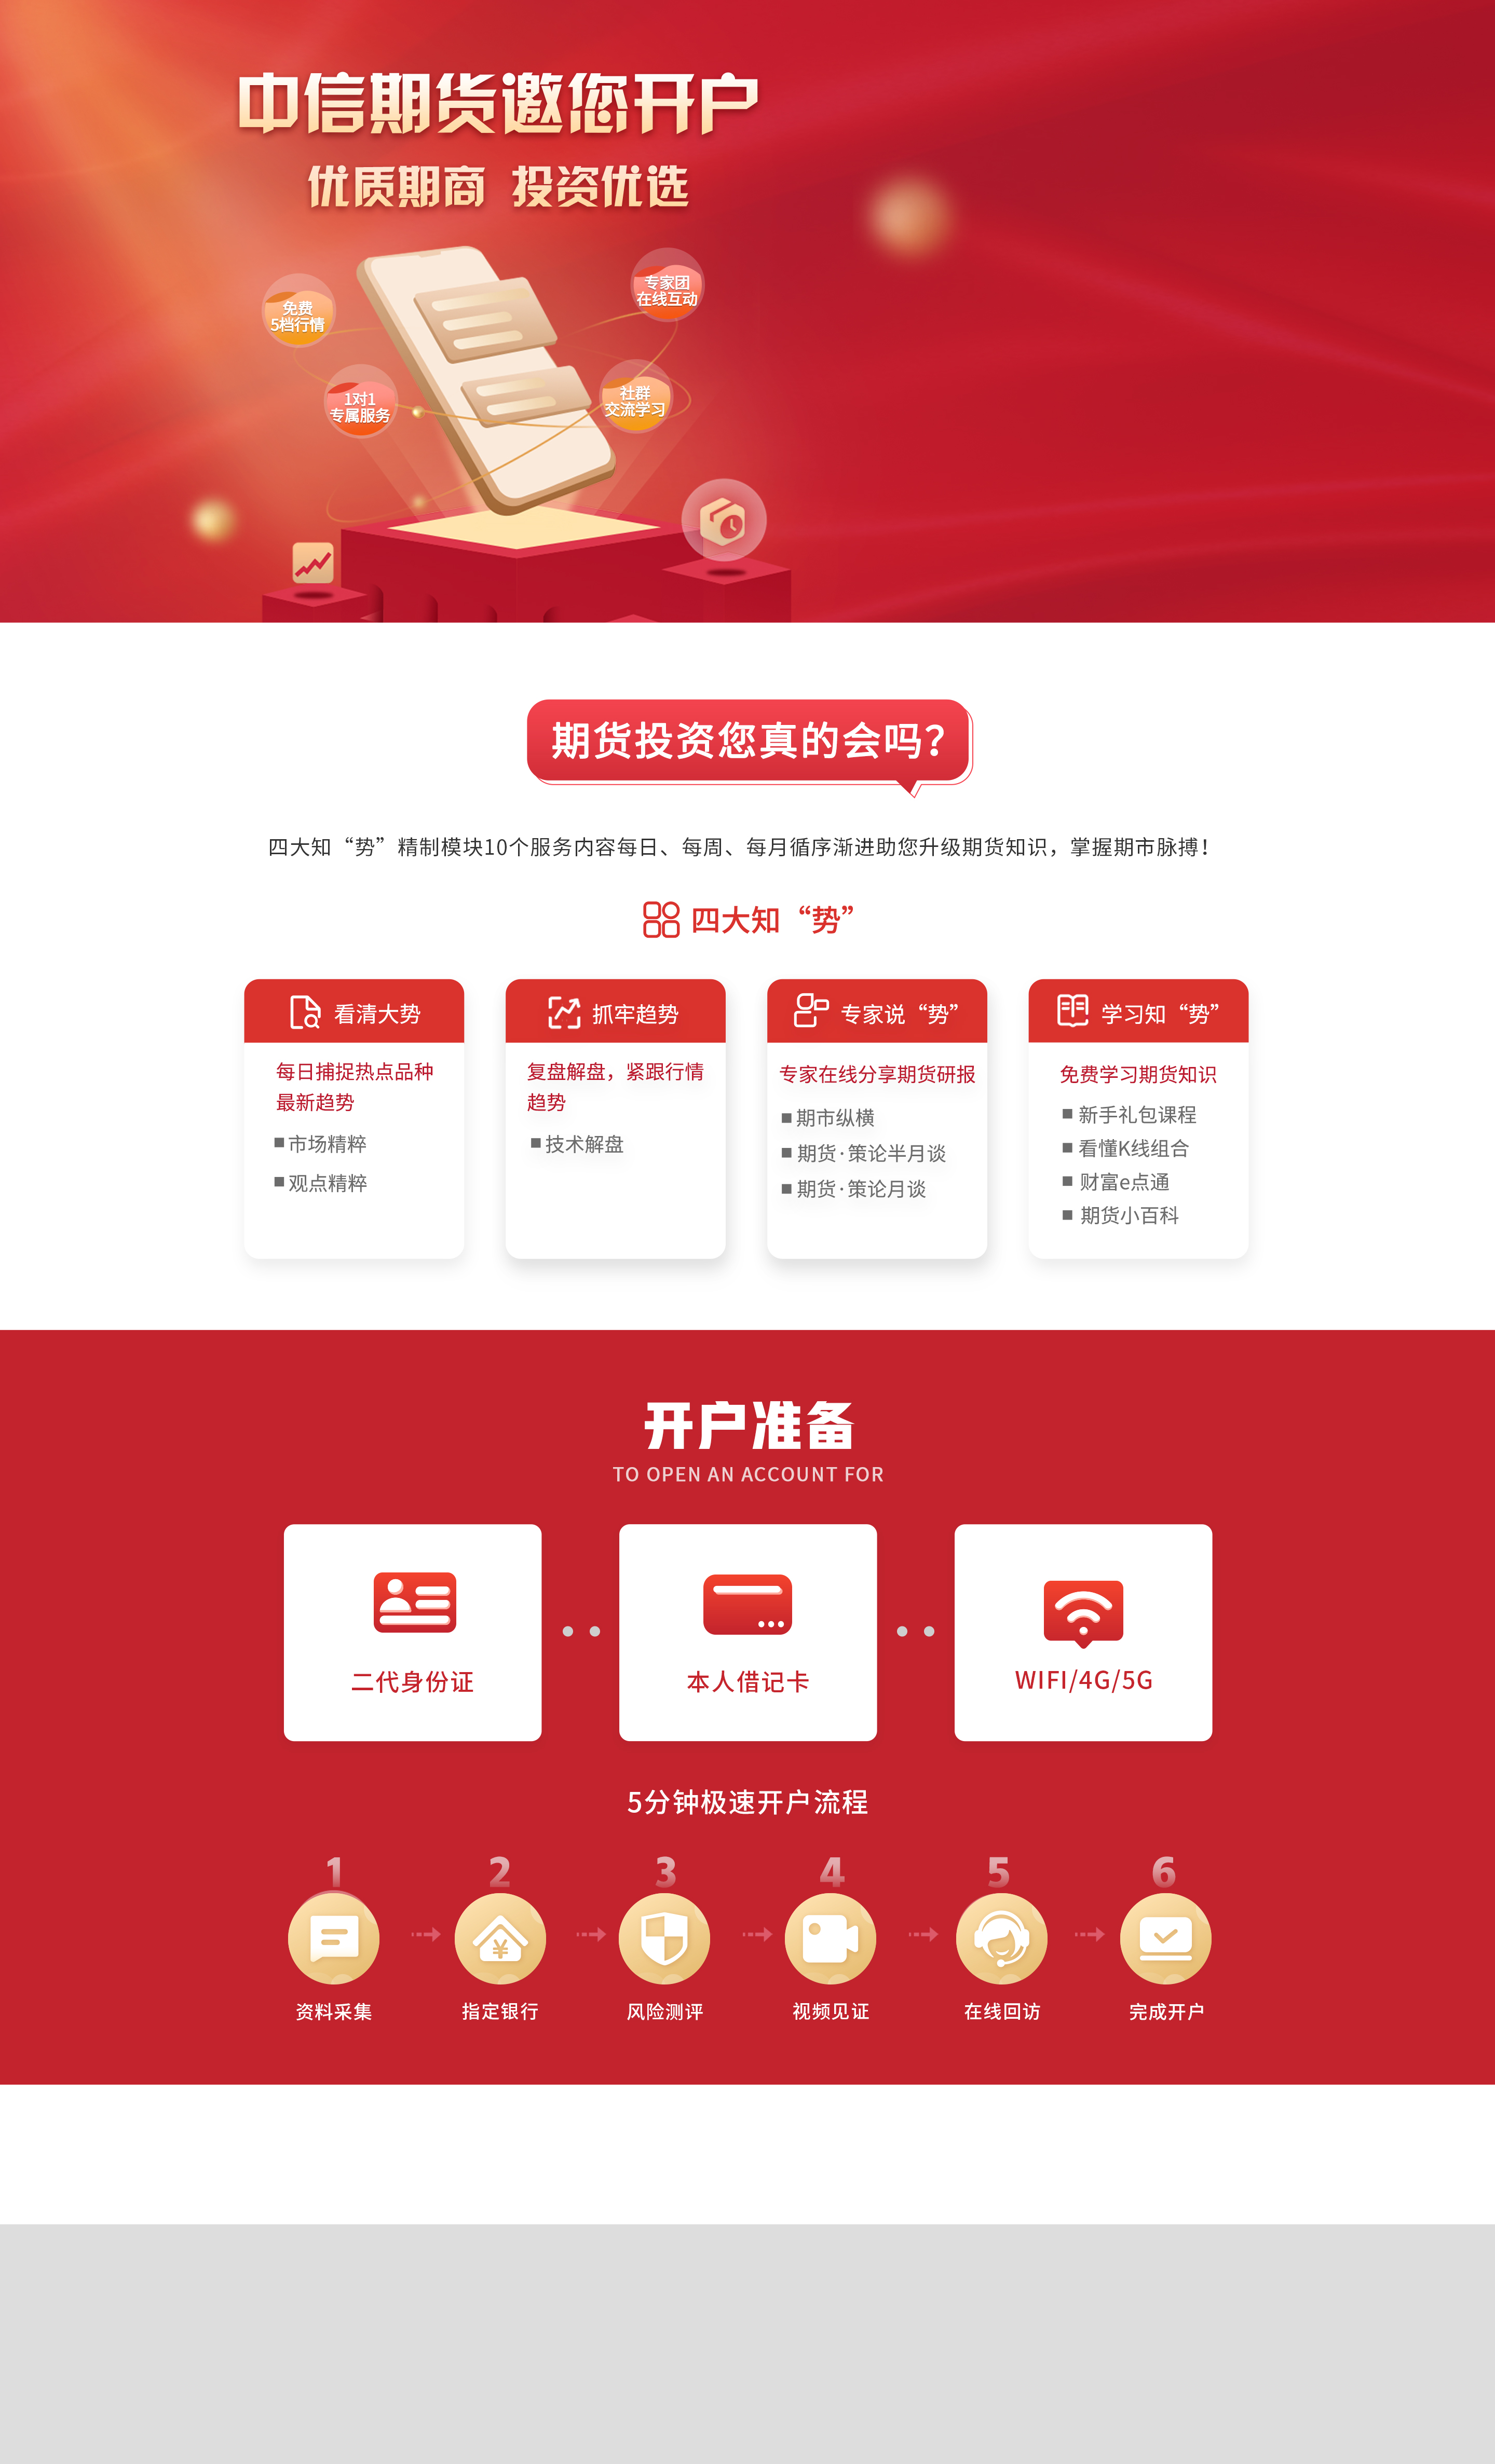 中信期货邀您开户
优质期商 投资优选
免费
5档行情
专家团
在线互动
1对1
专属服务
社群
交流学习
期货投资您真的会吗?
四大知“势”精制模块10个服务内容每日、每周、每月循序渐进助您升级期货知识，掌握期市脉搏！
四大知“势”
看清大势
每日捕捉热点品种
最新趋势
■市场精粹
■观点精粹
抓牢趋势
复盘解盘，紧跟行情
趋势
■技术解盘
专家说“势”
专家在线分享期货研报
■期市纵横
■期货·策论半月谈
■期货·策论月谈
学习知“势”
免费学习期货知识
■新手礼包课程
■看懂K线组合
■财富e点通
■期货小百科
开户准备
TO OPEN AN ACCOUNT FOR
二代身份证
本人借记卡
WIFI/4G/5G
5分钟极速开户流程
1
资料采集
2
¥
指定银行
3
风险测评
4
视频见证
5
在线回访
6
完成开户